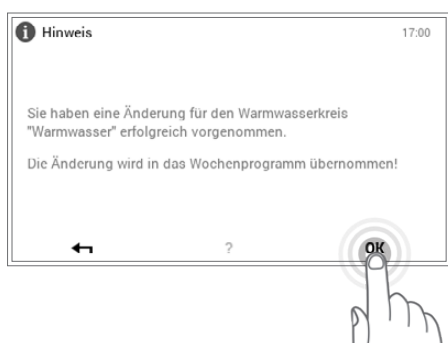 i Hinweis 17:00
Sie haben eine Änderung für den Warmwasserkreis
"Warmwasser" erfolgreich vorgenommen.
Die Änderung wird in das Wochenprogramm übernommen!
? OK